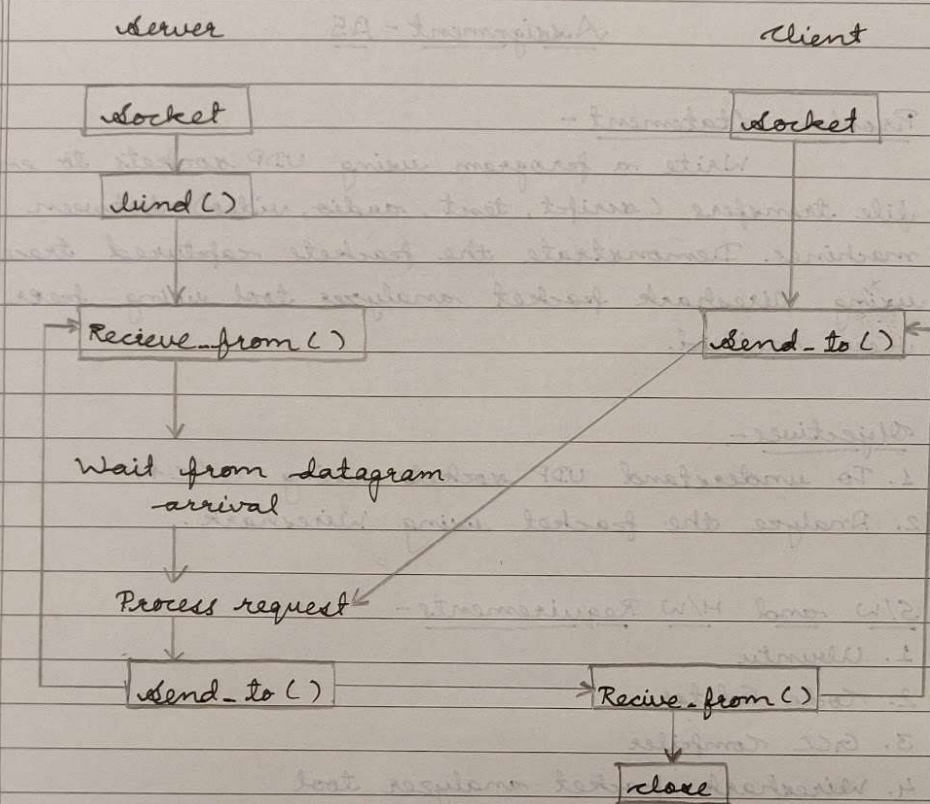 Server
Client
Socket
Socket
bind()
Recieve_from()
Send_to()
Wait from datagram
arrival
Process request
Send_to()
Recive_from()
close